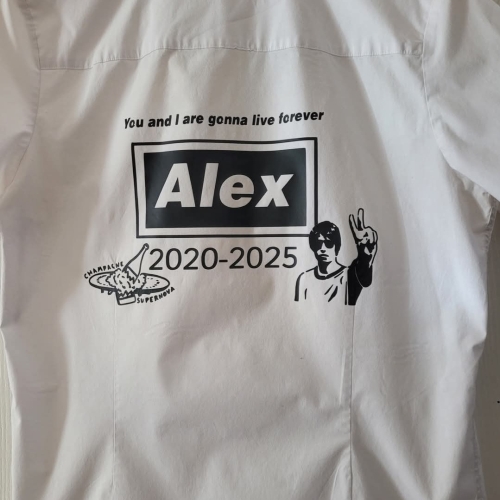 You and I are gonna live forever
Alex
2020-2025
CHAMPAGNE
SUPERNOVA